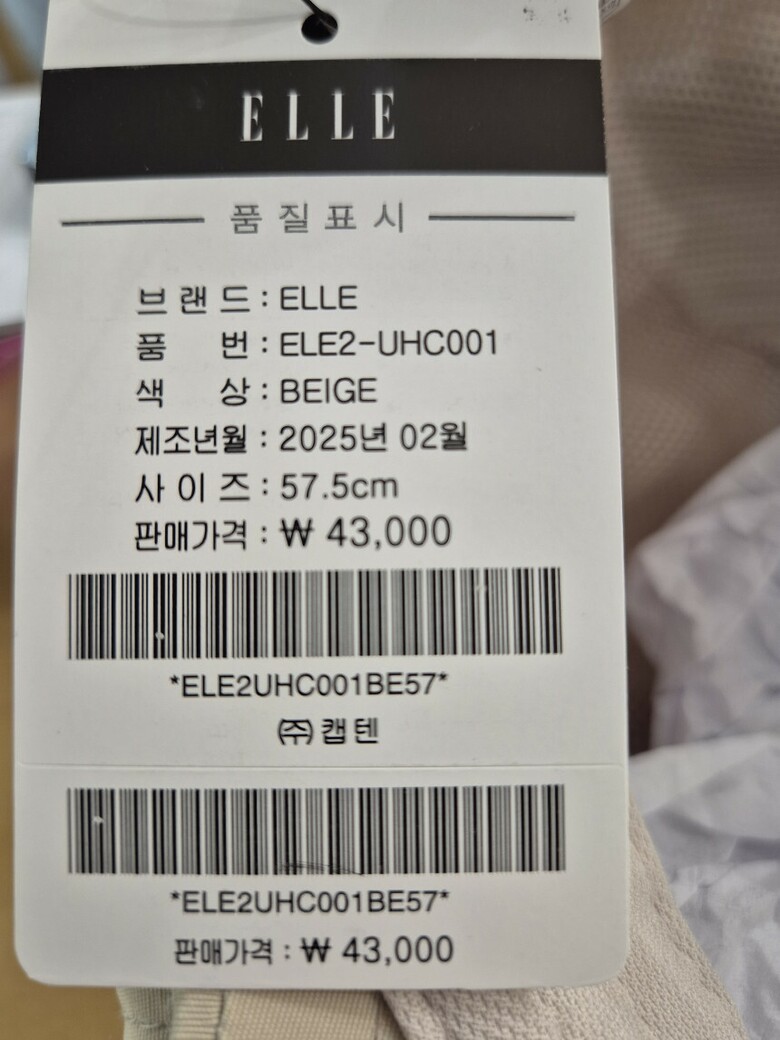 ELLE
품질표시
브랜드 : ELLE
품 번 : ELE2-UHC001
색 상 : BEIGE
제조년월 : 2025년 02월
사이즈 : 57.5cm
판매가격 : ₩ 43,000
*ELE2UHC001BE57*
㈜캡텐
*ELE2UHC001BE57*
판매가격 : ₩ 43,000